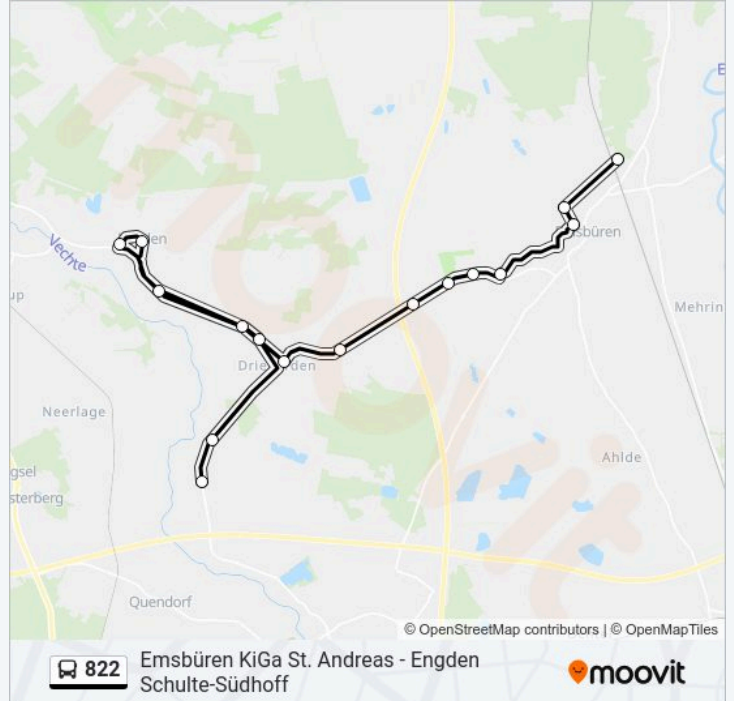 Vechte
Emsbüren
Mehrin
Neerlage
Ahlde
gsel
sterberg
Quendorf
© OpenStreetMap contributors | © OpenMapTiles
822
Emsbüren KiGa St. Andreas - Engden
Schulte-Südhoff
moovit